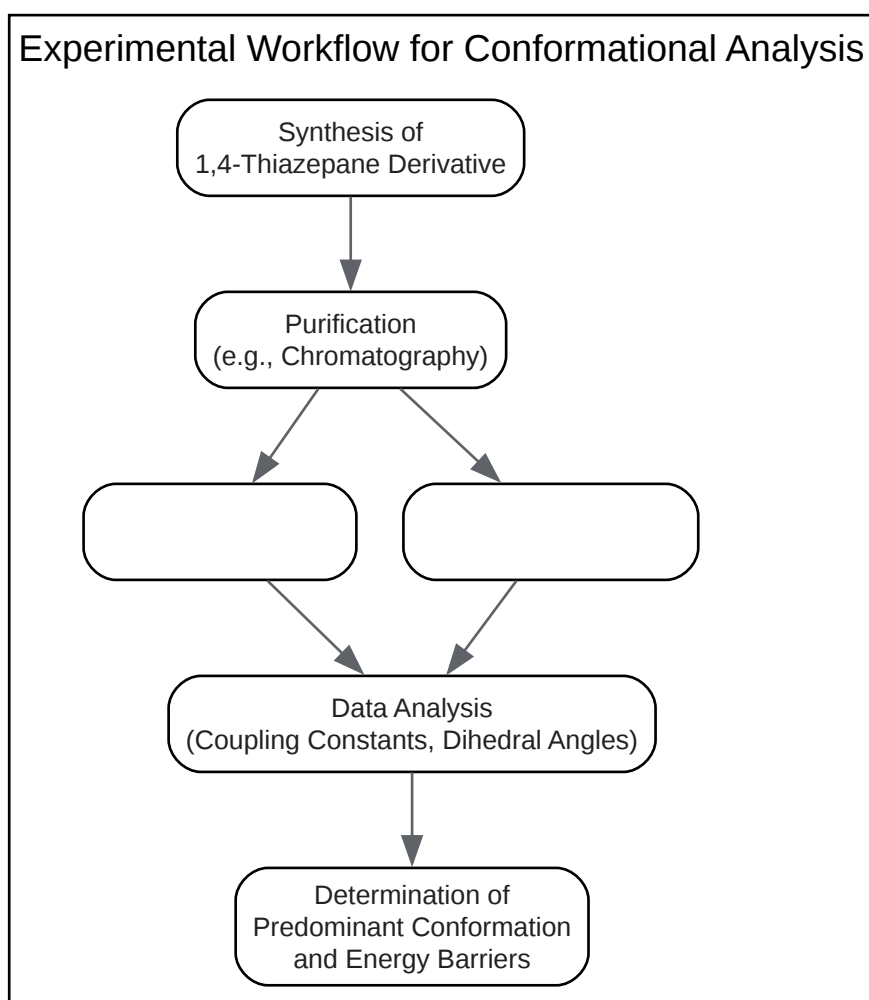 Experimental Workflow for Conformational Analysis
Synthesis of
1,4-Thiazepane Derivative
Purification
(e.g., Chromatography)
Data Analysis
(Coupling Constants, Dihedral Angles)
Determination of
Predominant Conformation
and Energy Barriers